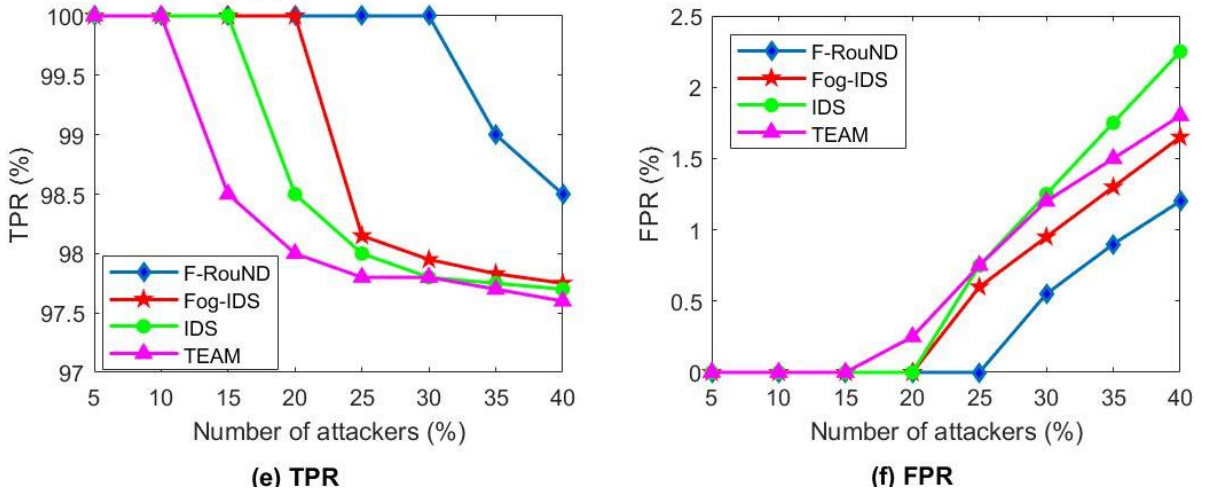 100
99.5
99
98.5
98
97.5
97
TPR (%)
F-RouND
Fog-IDS
IDS
TEAM
5 10 15 20 25 30 35 40
Number of attackers (%)
(e) TPR
2.5
2
1.5
1
0.5
0
FPR (%)
F-RouND
Fog-IDS
IDS
TEAM
5 10 15 20 25 30 35 40
Number of attackers (%)
(f) FPR